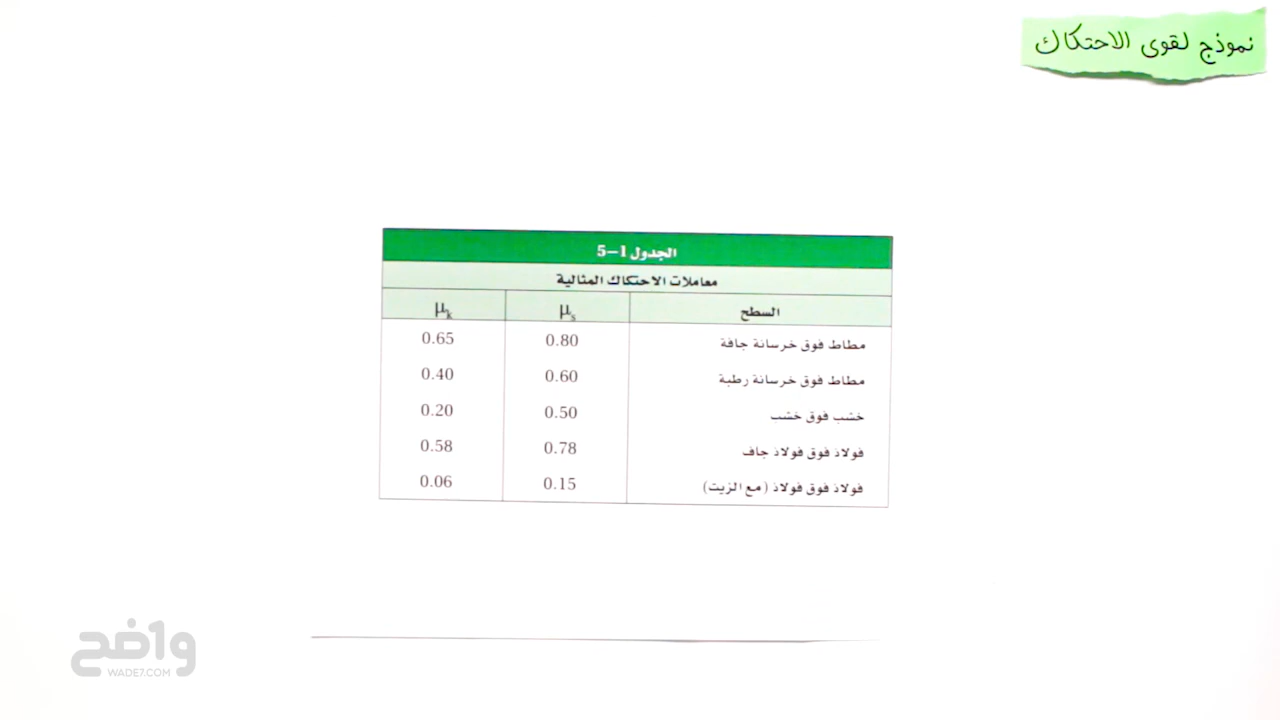 نموذج لقوى الاحتكاك
الجدول 1–5
معاملات الاحتكاك المثالية
السطح μs μk
مطاط فوق خرسانة جافة 0.80 0.65
مطاط فوق خرسانة رطبة 0.60 0.40
خشب فوق خشب 0.50 0.20
فولاذ فوق فولاذ جاف 0.78 0.58
فولاذ فوق فولاذ (مع الزيت) 0.15 0.06
واضح
WADE7.COM